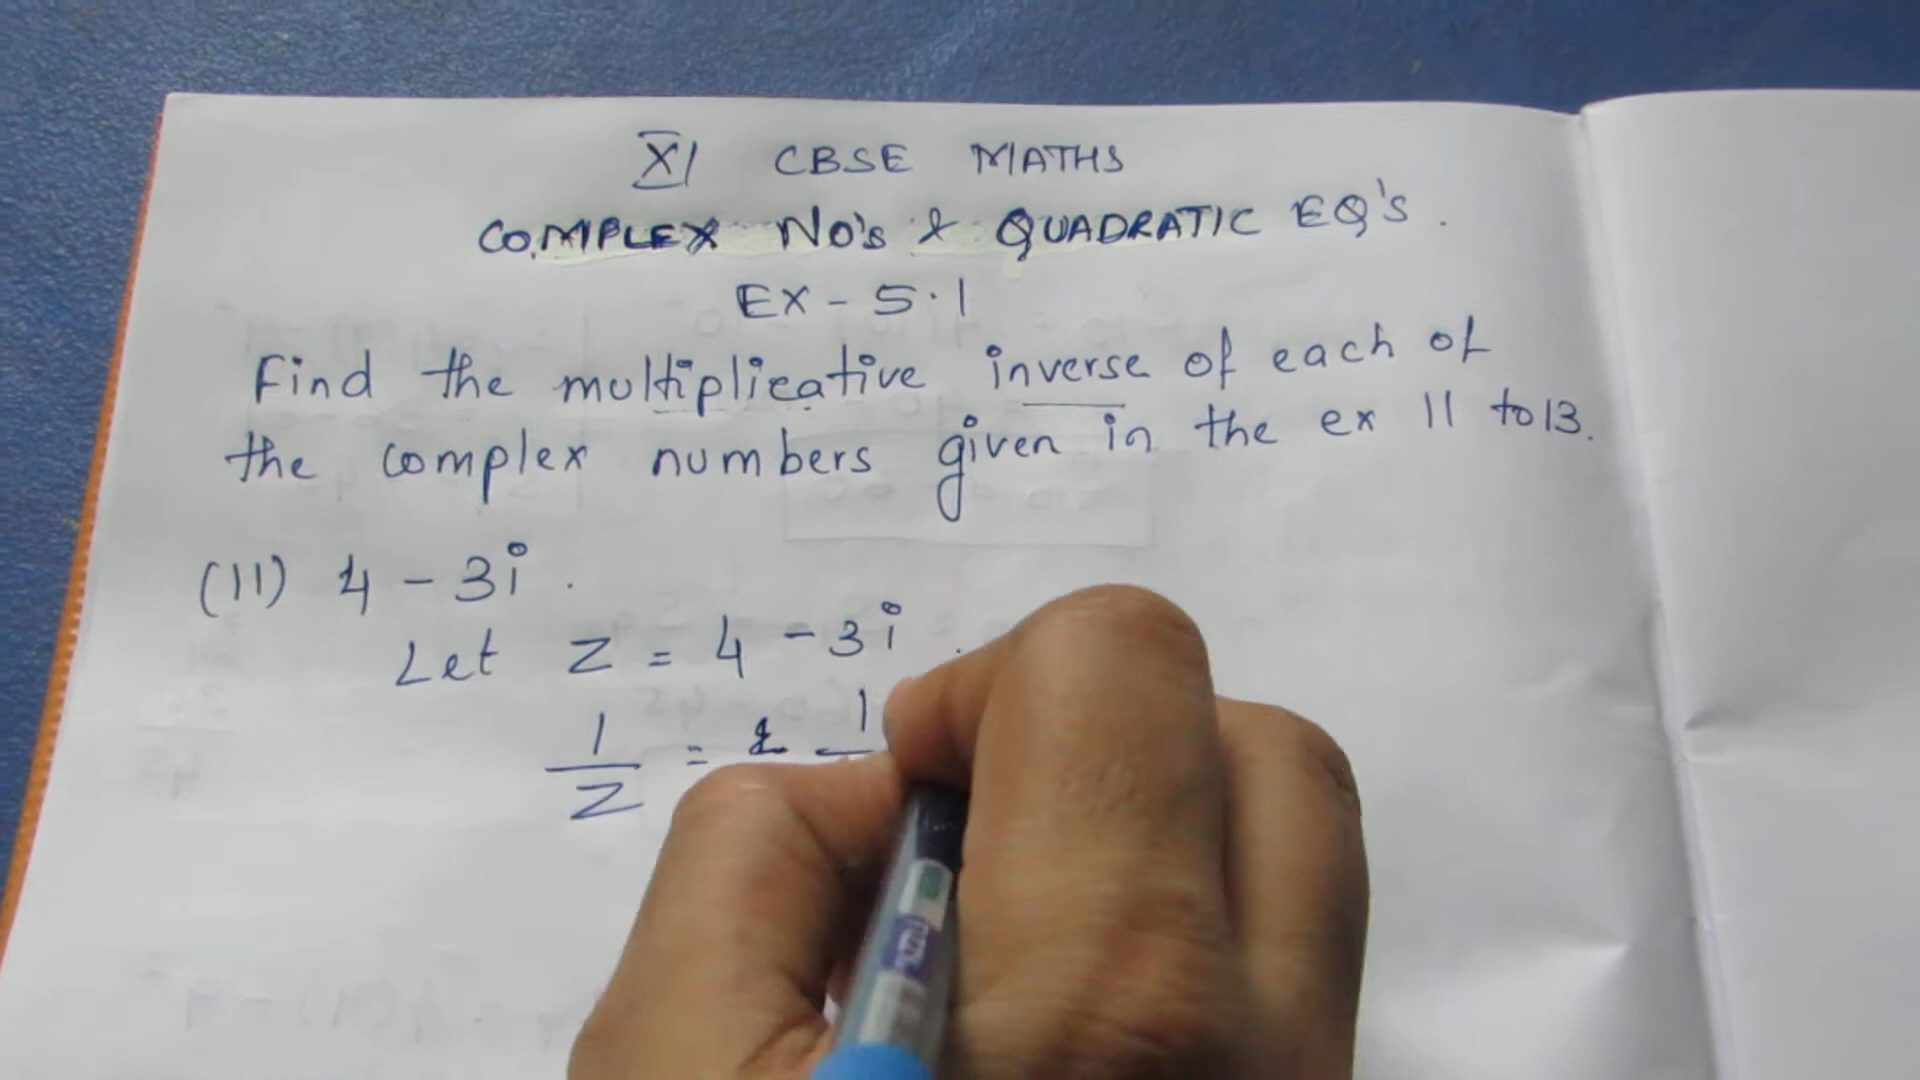 XI CBSE MATHS
COMPLEX NO'S & QUADRATIC EQ'S.
EX - 5.1
Find the multiplicative inverse of each of
the complex numbers given in the ex 11 to 13.
(11) 4 - 3i.
Let z = 4 - 3i.
1/z = 1